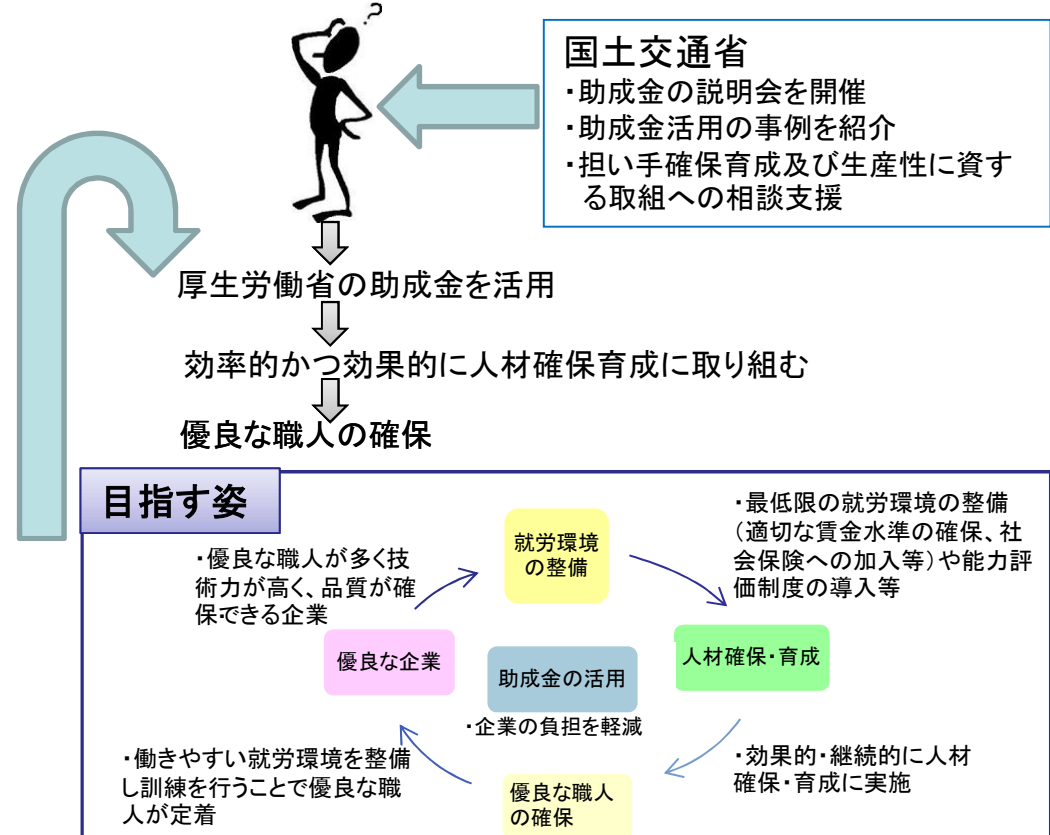 ?
国土交通省
・助成金の説明会を開催
・助成金活用の事例を紹介
・担い手確保育成及び生産性に資す
る取組への相談支援
厚生労働省の助成金を活用
効率的かつ効果的に人材確保育成に取り組む
優良な職人の確保
目指す姿
就労環境
の整備
・最低限の就労環境の整備
（適切な賃金水準の確保、社
会保険への加入等）や能力評
価制度の導入等
・優良な職人が多く技
術力が高く、品質が確
保できる企業
優良な企業
助成金の活用
・企業の負担を軽減
人材確保・育成
・働きやすい就労環境を整備
し訓練を行うことで優良な職
人が定着
優良な職人
の確保
・効果的・継続的に人材
確保・育成に実施